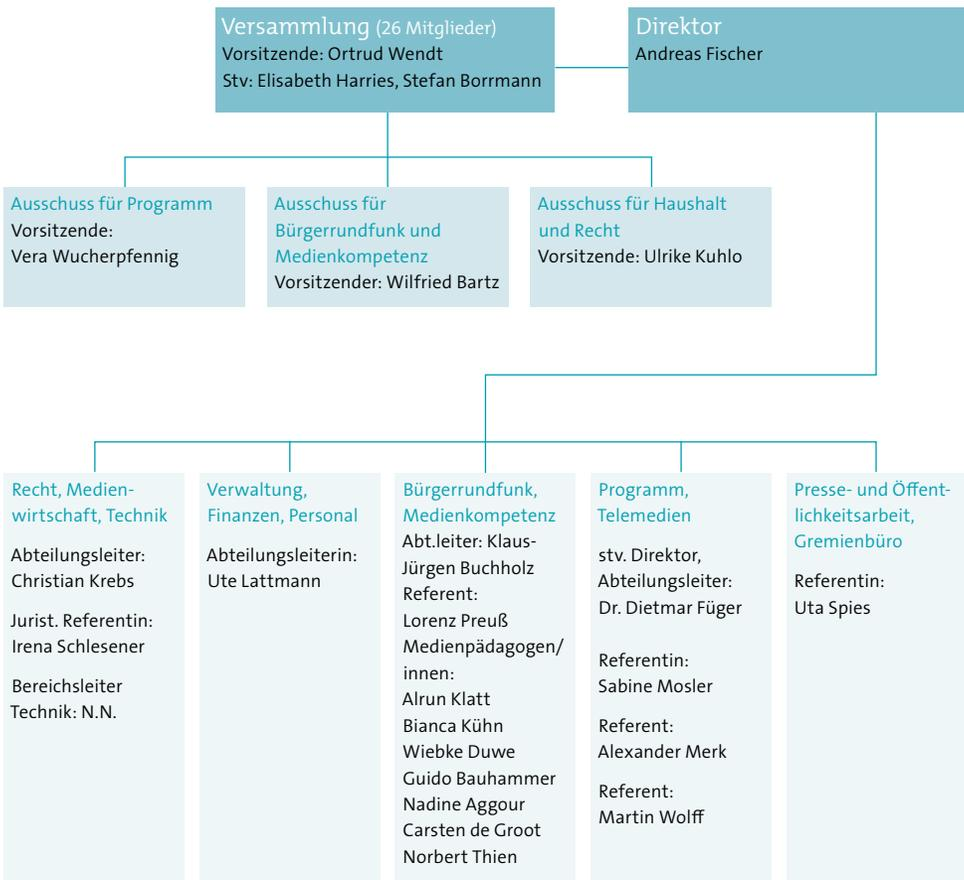 Versammlung (26 Mitglieder)
Vorsitzende: Ortrud Wendt
Stv: Elisabeth Harries, Stefan Borrmann
Direktor
Andreas Fischer
Ausschuss für Programm
Vorsitzende:
Vera Wucherpfennig
Ausschuss für
Bürgerrundfunk und
Medienkompetenz
Vorsitzender: Wilfried Bartz
Ausschuss für Haushalt
und Recht
Vorsitzende: Ulrike Kuhlo
Recht, Medien-
wirtschaft, Technik
Abteilungsleiter:
Christian Krebs
Jurist. Referentin:
Irena Schlesener
Bereichsleiter
Technik: N.N.
Verwaltung,
Finanzen, Personal
Abteilungsleiterin:
Ute Lattmann
Bürgerrundfunk,
Medienkompetenz
Abt.leiter: Klaus-
Jürgen Buchholz
Referent:
Lorenz Preuß
Medienpädagogen/
innen:
Alrun Klatt
Bianca Kühn
Wiebke Duwe
Guido Bauhammer
Nadine Aggour
Carsten de Groot
Norbert Thien
Programm,
Telemedien
stv. Direktor,
Abteilungsleiter:
Dr. Dietmar Füger
Referentin:
Sabine Mosler
Referent:
Alexander Merk
Referent:
Martin Wolff
Presse- und Öffent-
lichkeitsarbeit,
Gremienbüro
Referentin:
Uta Spies